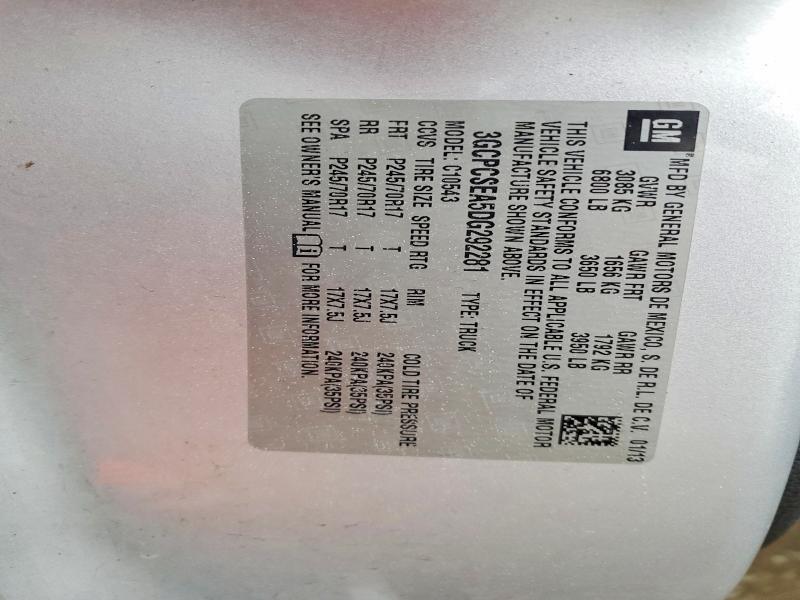 GM
MFD BY GENERAL MOTORS DE MEXICO, S. DE R.L. DE C.V. 01/13
GVWR GAWR FRT GAWR RR
3085 KG 1656 KG 1792 KG
6800 LB 3650 LB 3950 LB
THIS VEHICLE CONFORMS TO ALL APPLICABLE U.S. FEDERAL MOTOR
VEHICLE SAFETY STANDARDS IN EFFECT ON THE DATE OF
MANUFACTURE SHOWN ABOVE.
3GCPCSEA5DG292281 TYPE: TRUCK
MODEL: C10543
CCVS TIRE SIZE SPEED RTG RIM COLD TIRE PRESSURE
FRT P245/70R17 T 17X7.5J 240KPA(35PSI)
RR P245/70R17 T 17X7.5J 240KPA(35PSI)
SPA P245/70R17 T 17X7.5J 240KPA(35PSI)
SEE OWNER'S MANUAL FOR MORE INFORMATION.